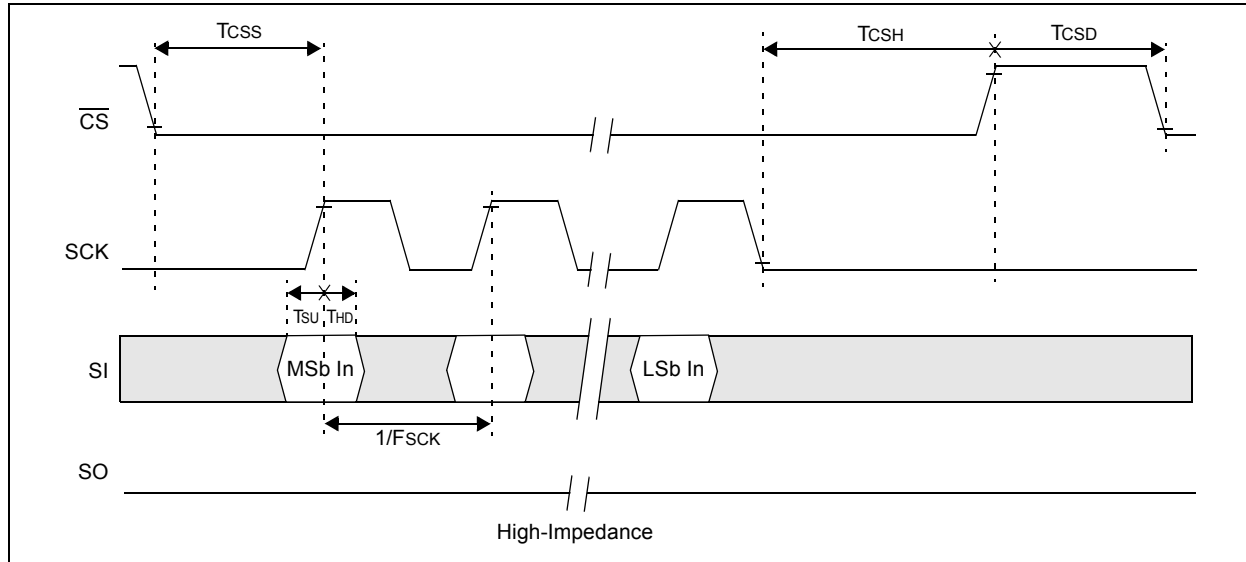 TCSS
TCSH
TCSD
CS
SCK
TSU
THD
SI
MSb In
LSb In
1/FSCK
SO
High-Impedance